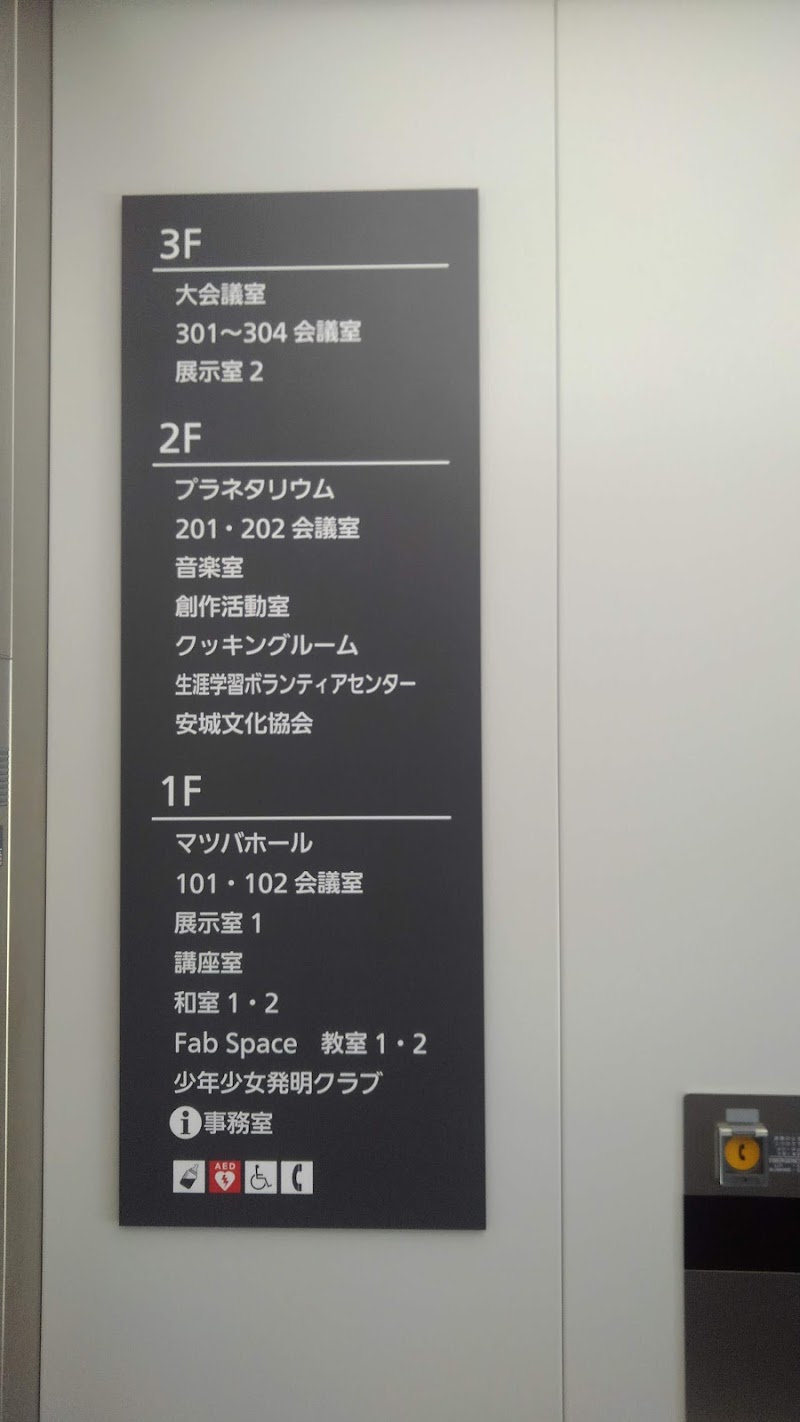 3F
大会議室
301～304 会議室
展示室 2
2F
プラネタリウム
201・202 会議室
音楽室
創作活動室
クッキングルーム
生涯学習ボランティアセンター
安城文化協会
1F
マツバホール
101・102 会議室
展示室 1
講座室
和室 1・2
Fab Space　教室 1・2
少年少女発明クラブ
i 事務室
AED